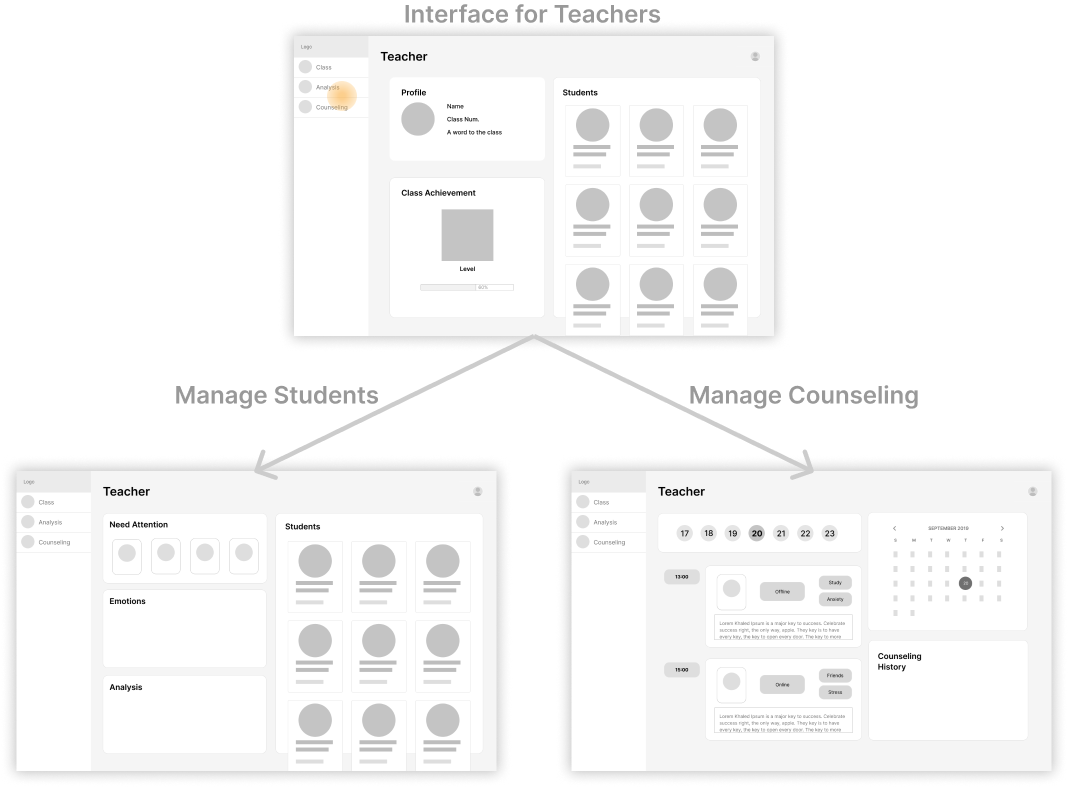 Interface for Teachers
Logo
Class
Analysis
Counseling
Teacher
Profile
Name
Class Num.
A word to the class
Class Achievement
Level
Students
Manage Students
Manage Counseling
Logo
Class
Analysis
Counseling
Teacher
Need Attention
Emotions
Analysis
Students
Logo
Class
Analysis
Counseling
Teacher
17 18 19 20 21 22 23
13:00
Offline
Study
Anxiety
Lorem Khaled Ipsum is a major key to success. Celebrate
success right, the only way, apple. They key is to have
every key, the key to open every door. The key to more
15:00
Online
Friends
Stress
Lorem Khaled Ipsum is a major key to success. Celebrate
success right, the only way, apple. They key is to have
every key, the key to open every door. The key to more
SEPTEMBER 2019
S M T W T F S
20
Counseling
History